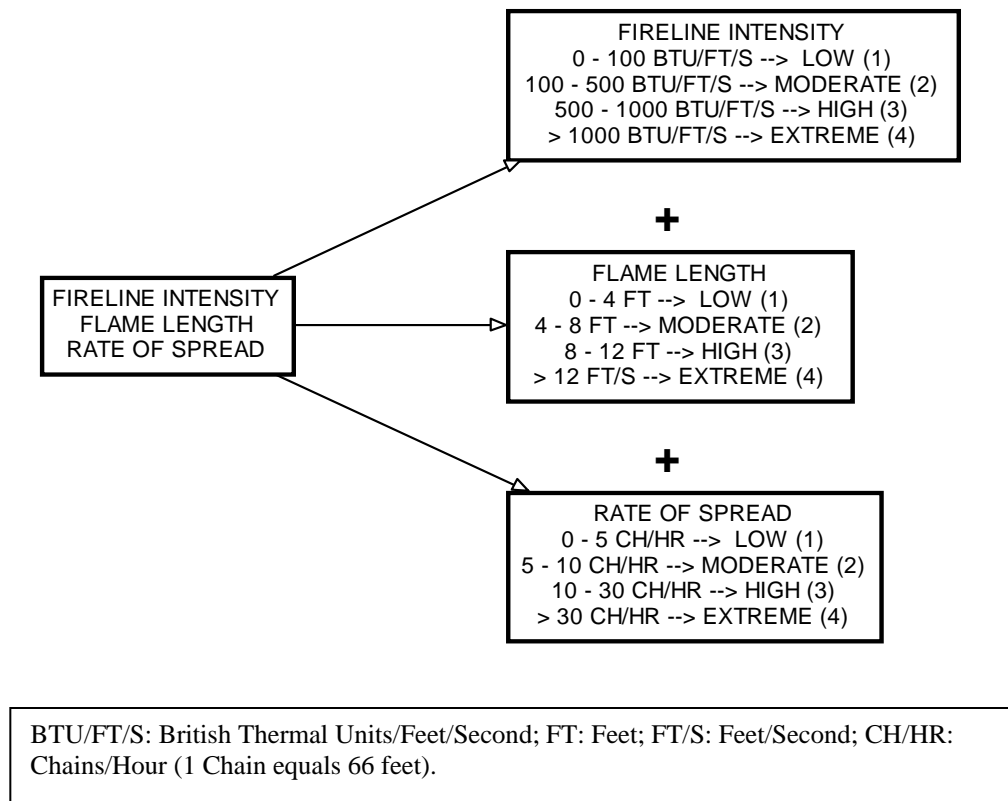 FIRELINE INTENSITY
0 - 100 BTU/FT/S --> LOW (1)
100 - 500 BTU/FT/S --> MODERATE (2)
500 - 1000 BTU/FT/S --> HIGH (3)
> 1000 BTU/FT/S --> EXTREME (4)
+
FIRELINE INTENSITY
FLAME LENGTH
RATE OF SPREAD
FLAME LENGTH
0 - 4 FT --> LOW (1)
4 - 8 FT --> MODERATE (2)
8 - 12 FT --> HIGH (3)
> 12 FT/S --> EXTREME (4)
+
RATE OF SPREAD
0 - 5 CH/HR --> LOW (1)
5 - 10 CH/HR --> MODERATE (2)
10 - 30 CH/HR --> HIGH (3)
> 30 CH/HR --> EXTREME (4)
BTU/FT/S: British Thermal Units/Feet/Second; FT: Feet; FT/S: Feet/Second; CH/HR:
Chains/Hour (1 Chain equals 66 feet).